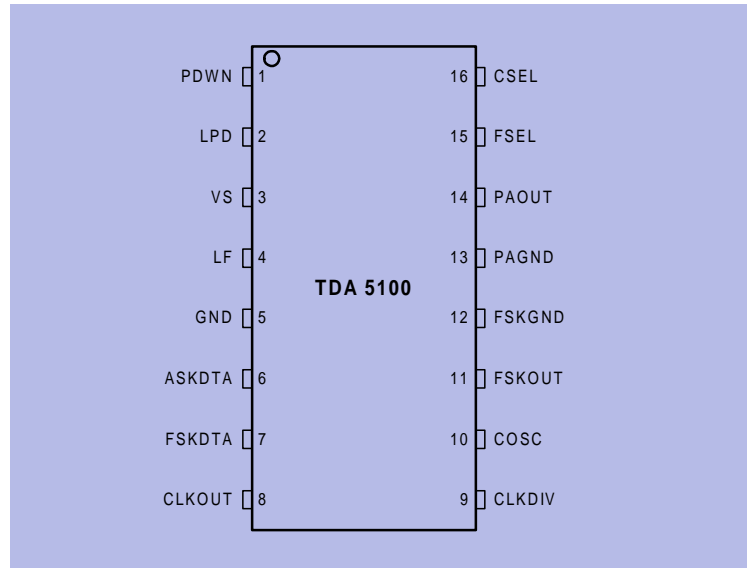 PDWN 1 16 CSEL
LPD 2 15 FSEL
VS 3 14 PAOUT
LF 4 13 PAGND
TDA 5100
GND 5 12 FSKGND
ASKDTA 6 11 FSKOUT
FSKDTA 7 10 COSC
CLKOUT 8 9 CLKDIV